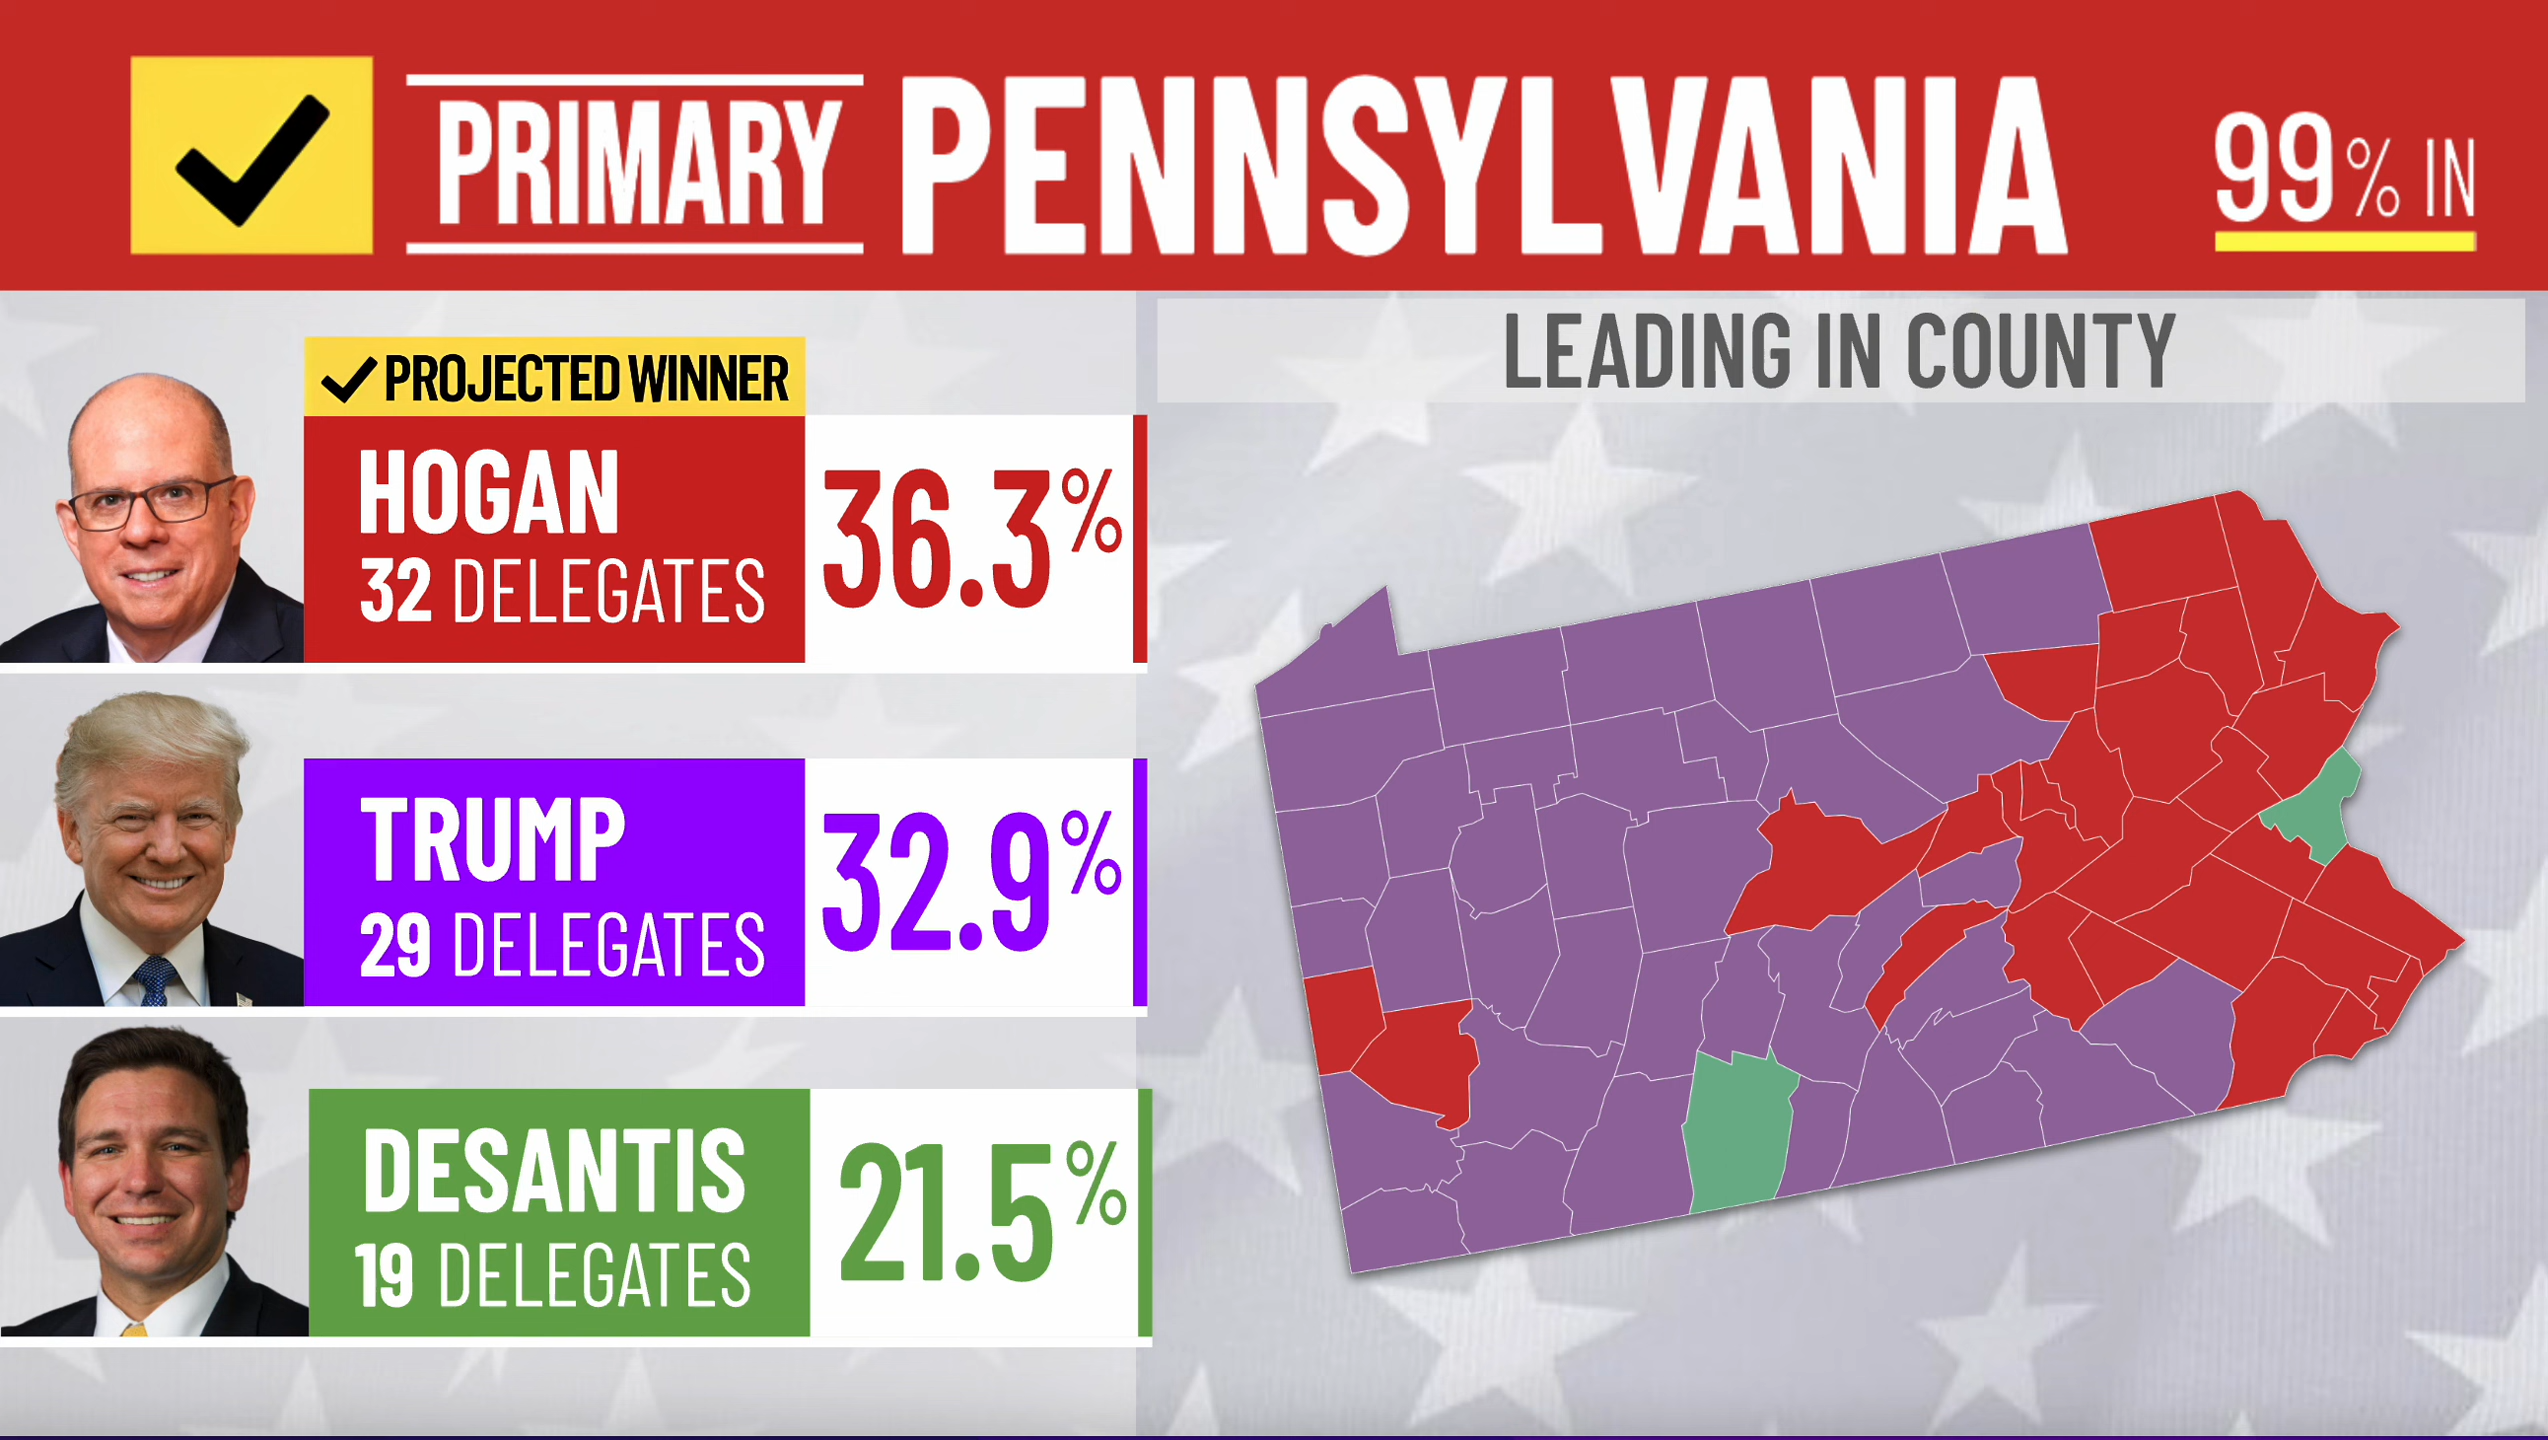 PRIMARY PENNSYLVANIA
99% IN
LEADING IN COUNTY
PROJECTED WINNER
HOGAN
32 DELEGATES
36.3%
TRUMP
29 DELEGATES
32.9%
DESANTIS
19 DELEGATES
21.5%